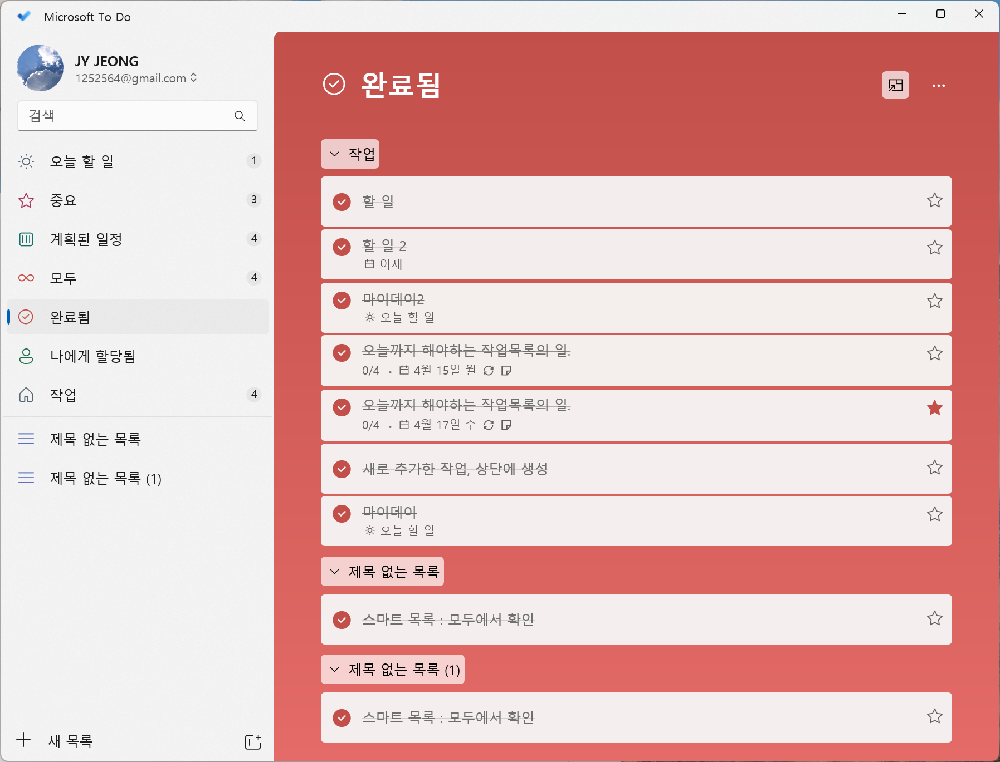 Microsoft To Do
JY JEONG
1252564@gmail.com
검색
오늘 할 일 1
중요 3
계획된 일정 4
모두 4
완료됨
나에게 할당됨
작업 4
제목 없는 목록
제목 없는 목록 (1)
새 목록
완료됨
작업
할 일
할 일 2
어제
마이데이2
오늘 할 일
오늘까지 해야하는 작업목록의 일.
0/4 • 4월 15일 월
오늘까지 해야하는 작업목록의 일.
0/4 • 4월 17일 수
새로 추가한 작업, 상단에 생성
마이데이
오늘 할 일
제목 없는 목록
스마트 목록 : 모두에서 확인
제목 없는 목록 (1)
스마트 목록 : 모두에서 확인